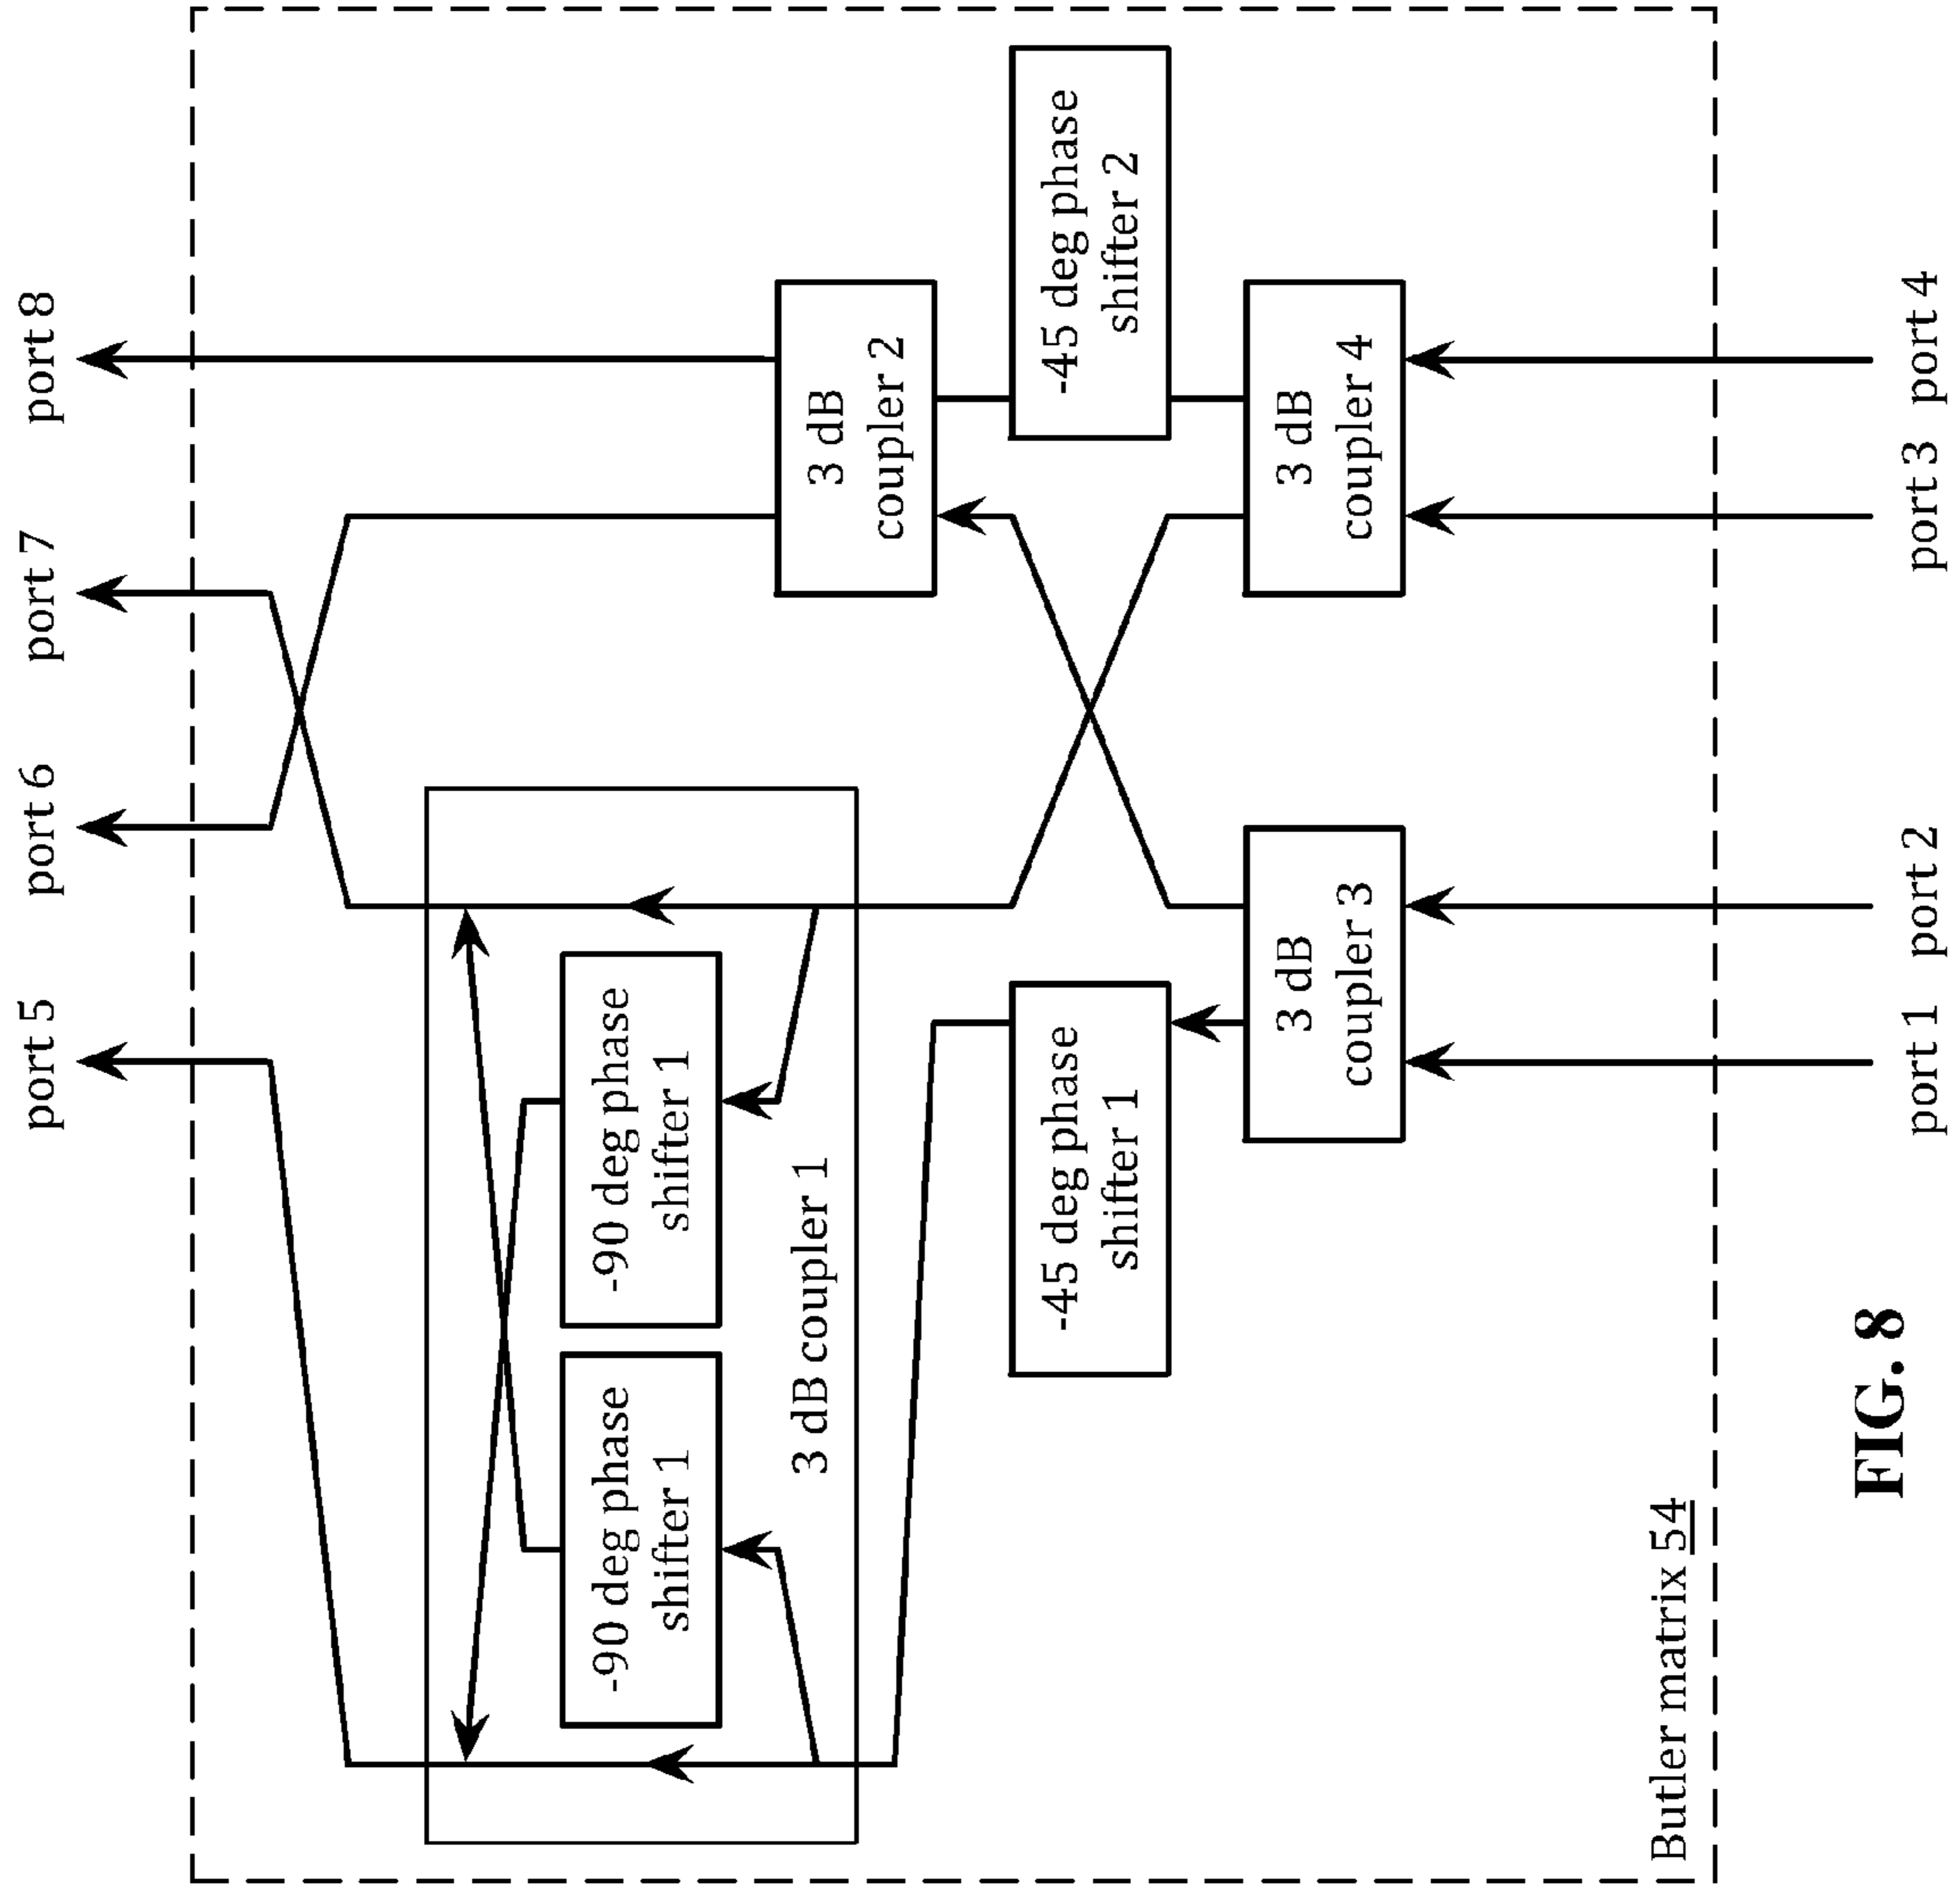 port 5
port 6
port 7
port 8
-90 deg phase
shifter 1
-90 deg phase
shifter 1
3 dB coupler 1
3 dB
coupler 2
-45 deg phase
shifter 1
-45 deg phase
shifter 2
3 dB
coupler 3
3 dB
coupler 4
Butler matrix 54
port 1
port 2
port 3
port 4
FIG. 8